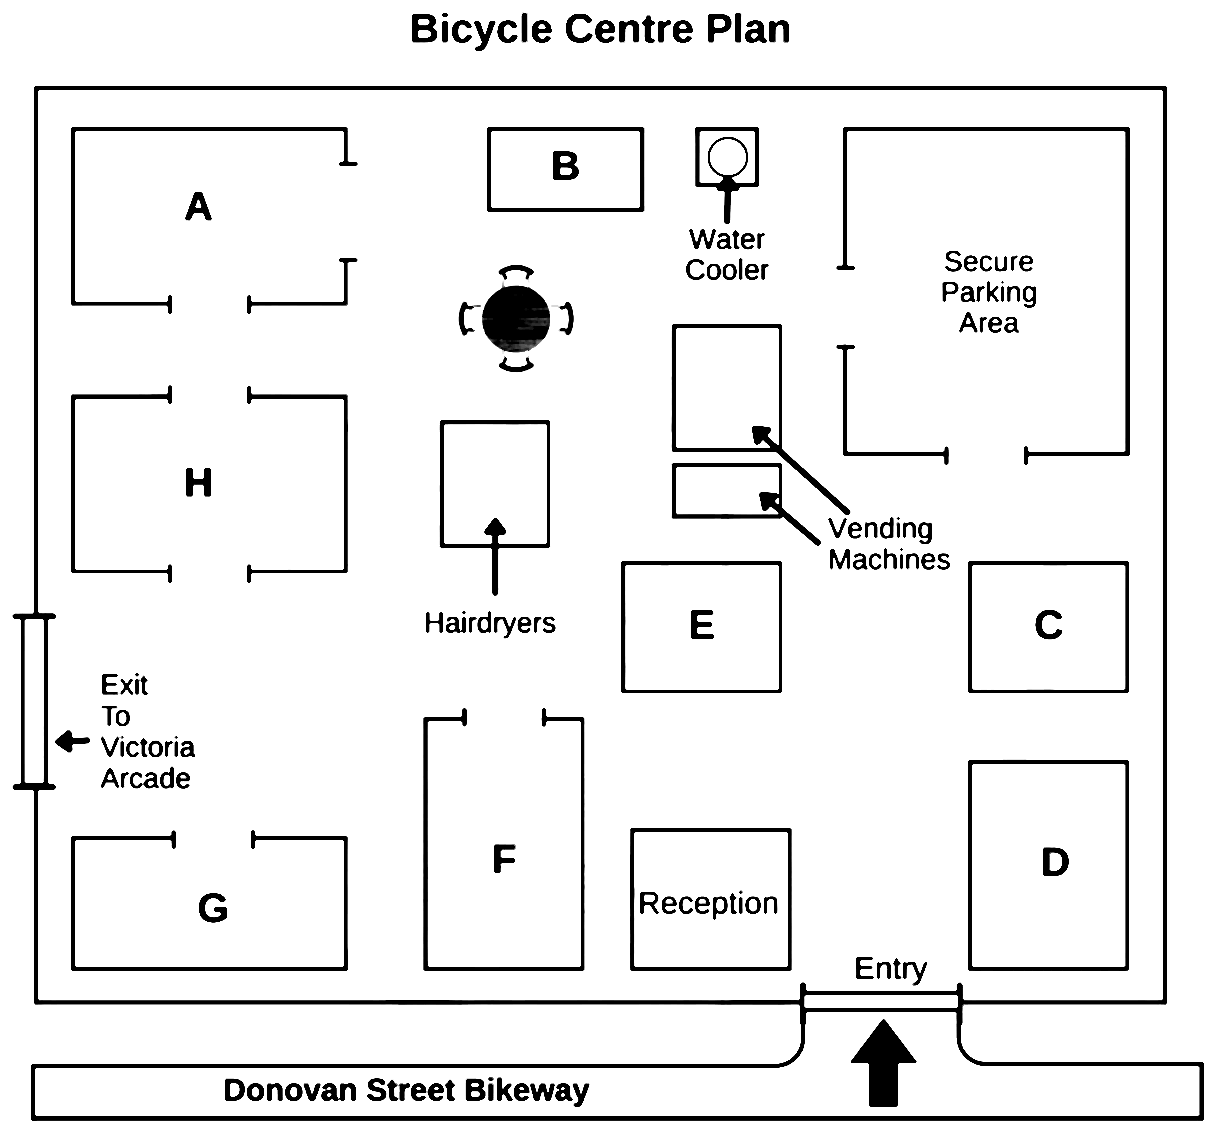 Bicycle Centre Plan
A
B
Water
Cooler
Secure
Parking
Area
H
Vending
Machines
Hairdryers
E
C
Exit
To
Victoria
Arcade
F
D
G
Reception
Entry
Donovan Street Bikeway